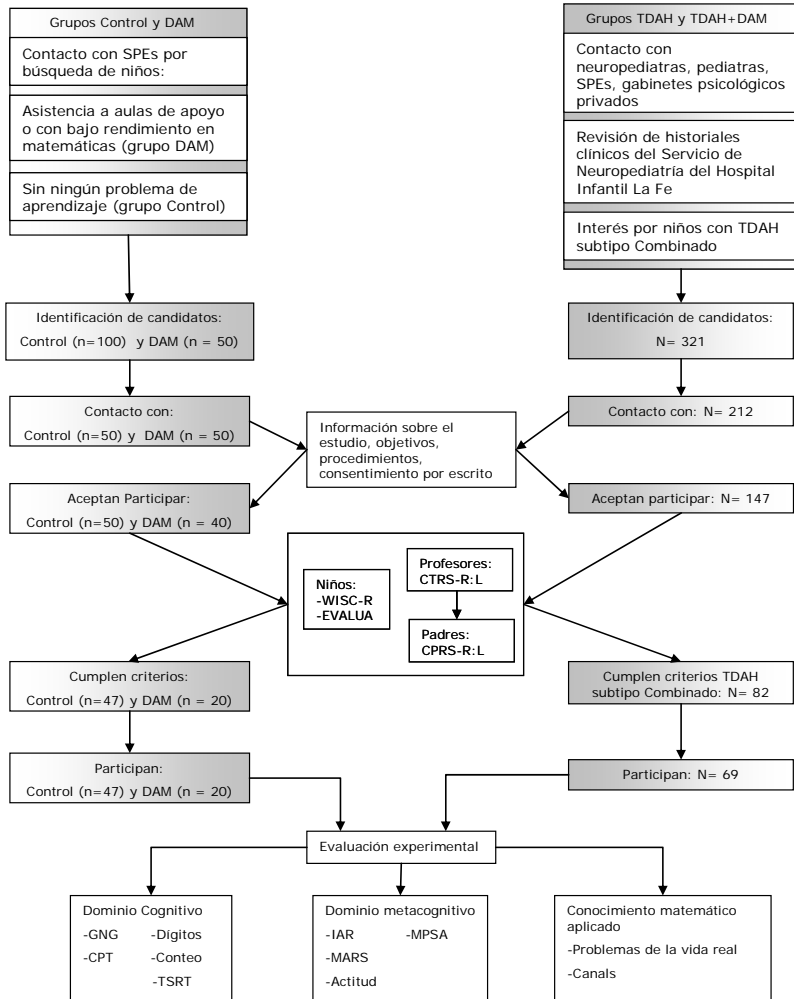 Grupos Control y DAM
Contacto con SPEs por
búsqueda de niños:
Asistencia a aulas de apoyo
o con bajo rendimiento en
matemáticas (grupo DAM)
Sin ningún problema de
aprendizaje (grupo Control)
Grupos TDAH y TDAH+DAM
Contacto con
neuropediatras, pediatras,
SPEs, gabinetes psicológicos
privados
Revisión de historiales
clínicos del Servicio de
Neuropediatría del Hospital
Infantil La Fe
Interés por niños con TDAH
subtipo Combinado
Identificación de candidatos:
Control (n=100) y DAM (n = 50)
Identificación de candidatos:
N= 321
Contacto con:
Control (n=50) y DAM (n = 50)
Información sobre el
estudio, objetivos,
procedimientos,
consentimiento por escrito
Contacto con: N= 212
Aceptan Participar:
Control (n=50) y DAM (n = 40)
Aceptan participar: N = 147
Niños:
-WISC-R
-EVALUA
Profesores:
CTRS-R:L
Padres:
CPRS-R:L
Cumplen criterios:
Control (n=47) y DAM (n = 20)
Cumplen criterios TDAH
subtipo Combinado: N= 82
Participan:
Control (n=47) y DAM (n = 20)
Participan: N= 69
Evaluación experimental
Dominio Cognitivo
-GNG -Dígitos
-CPT -Conteo
-TSRT
Dominio metacognitivo
-IAR -MPSA
-MARS
-Actitud
Conocimiento matemático
aplicado
-Problemas de la vida real
-Canals